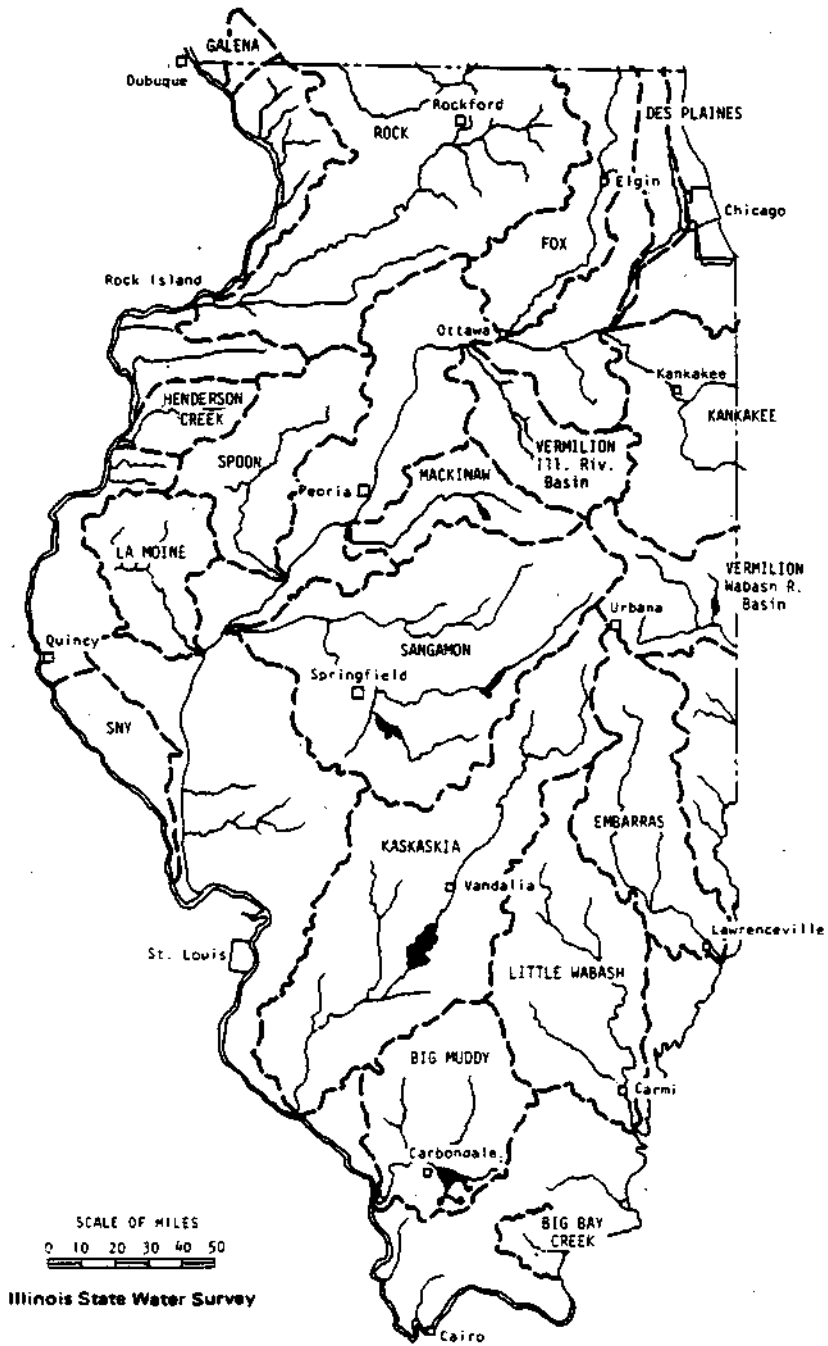 GALENA
Dubuque
Rockford
ROCK
DES PLAINES
Elgin
Chicago
FOX
Rock Island
Ottawa
Kankakee
HENDERSON
CREEK
KANKAKEE
SPOON
VERMILION
Ill. Riv.
Basin
MACKINAW
Peoria
LA MOINE
VERMILION
Wabasn R.
Basin
Urbana
Quincy
SANGAMON
Springfield
SNY
EMBARRAS
KASKASKIA
Vandalia
Lawrenceville
St. Louis
LITTLE WABASH
BIG MUDDY
Carmi
Carbondale
SCALE OF MILES
0 10 20 30 40 50
BIG BAY
CREEK
Illinois State Water Survey
Cairo